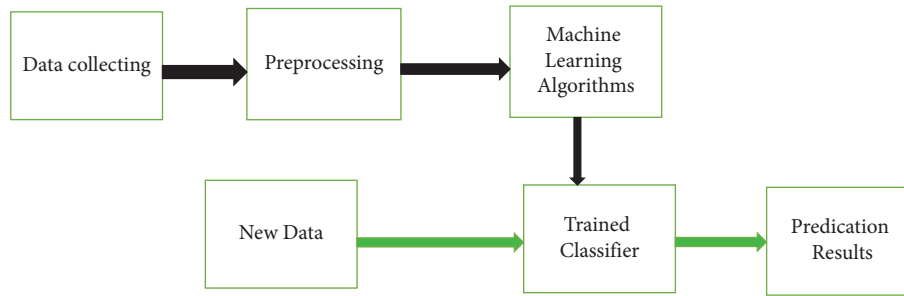 Data collecting
Preprocessing
Machine
Learning
Algorithms
New Data
Trained
Classifier
Predication
Results